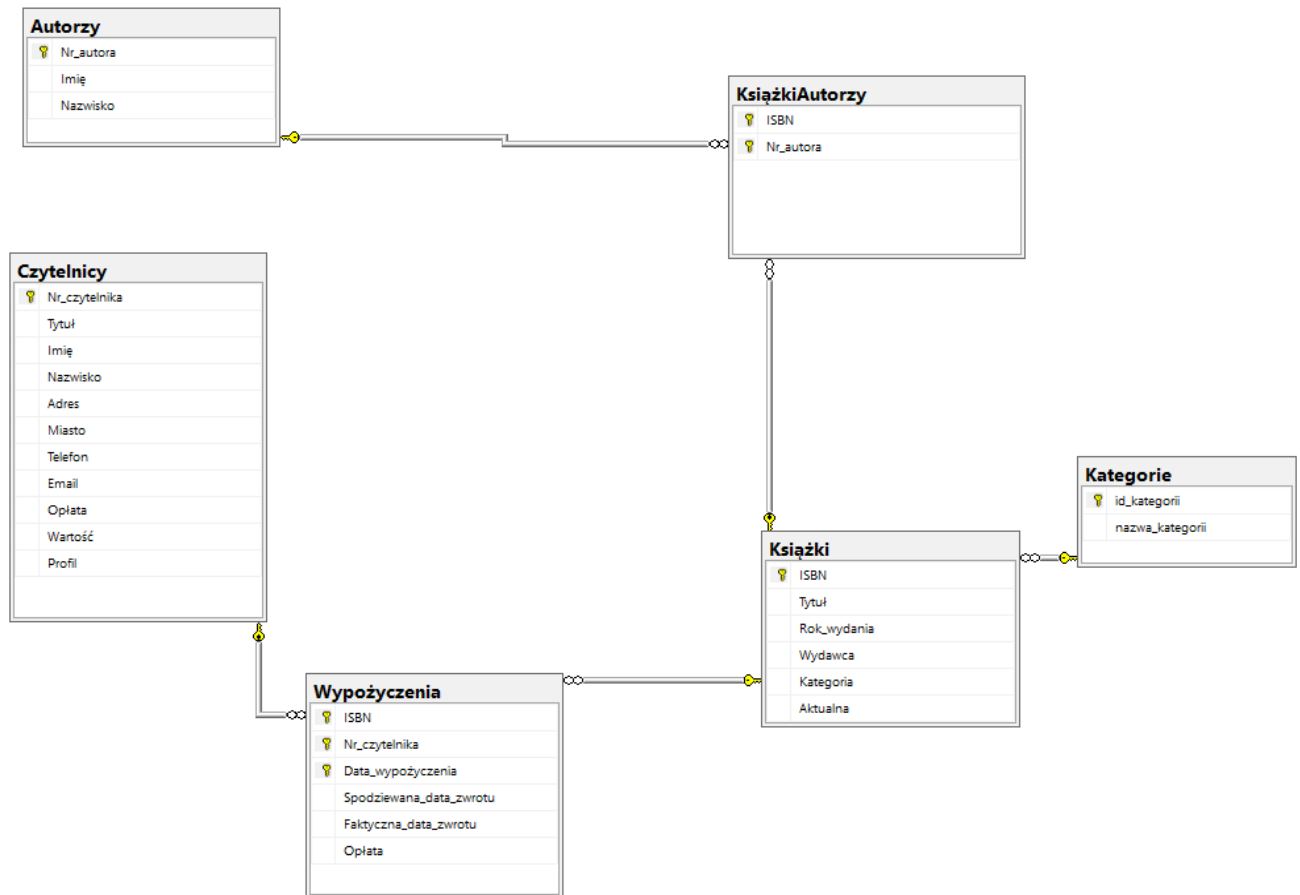 Autorzy
Nr_autora
Imię
Nazwisko
KsiążkiAutorzy
ISBN
Nr_autora
Czytelnicy
Nr_czytelnika
Tytuł
Imię
Nazwisko
Adres
Miasto
Telefon
Email
Opłata
Wartość
Profil
Kategorie
id_kategorii
nazwa_kategorii
Książki
ISBN
Tytuł
Rok_wydania
Wydawca
Kategoria
Aktualna
Wypożyczenia
ISBN
Nr_czytelnika
Data_wypożyczenia
Spodziewana_data_zwrotu
Faktyczna_data_zwrotu
Opłata